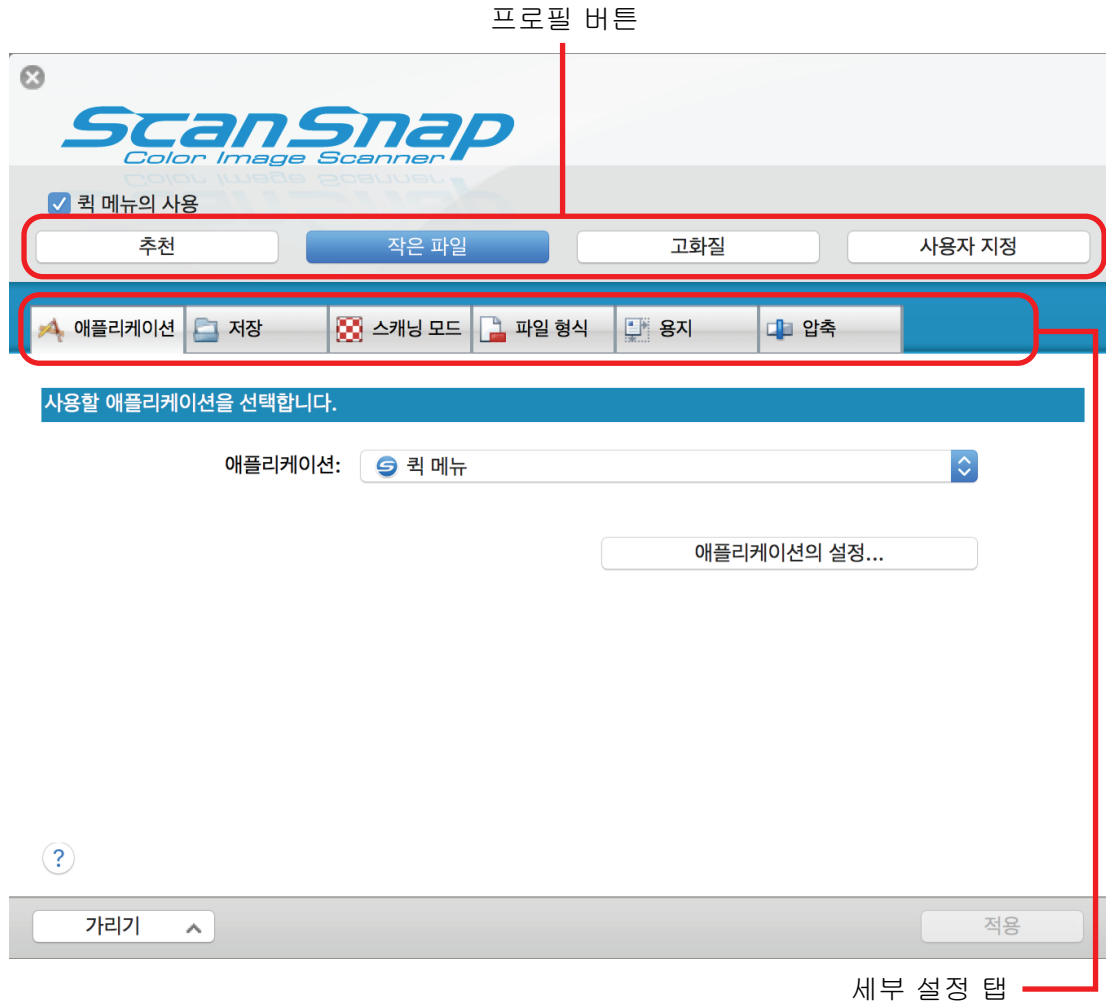 프로필 버튼
ScanSnap
Color Image Scanner
퀵 메뉴의 사용
추천 작은 파일 고화질 사용자 지정
애플리케이션 저장 스캐닝 모드 파일 형식 용지 압축
사용할 애플리케이션을 선택합니다.
애플리케이션: 퀵 메뉴
애플리케이션의 설정...
?
가리기 적용
세부 설정 탭